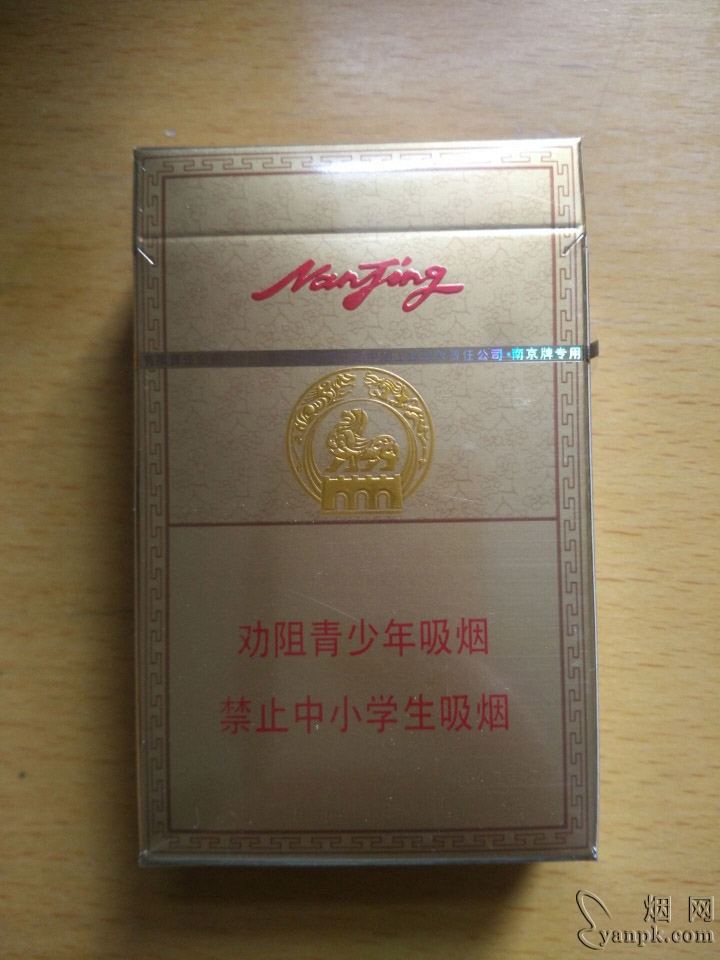 NanJing
责任公司·南京牌专用
劝阻青少年吸烟
禁止中小学生吸烟
烟网
yanpk.com